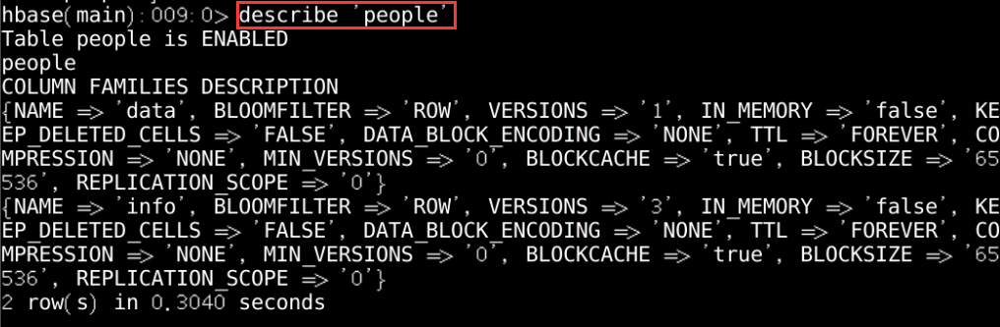 hbase(main):009:0> describe 'people'
Table people is ENABLED
people
COLUMN FAMILIES DESCRIPTION
{NAME => 'data', BLOOMFILTER => 'ROW', VERSIONS => '1', IN_MEMORY => 'false', KE
EP_DELETED_CELLS => 'FALSE', DATA_BLOCK_ENCODING => 'NONE', TTL => 'FOREVER', CO
MPRESSION => 'NONE', MIN_VERSIONS => '0', BLOCKCACHE => 'true', BLOCKSIZE => '65
536', REPLICATION_SCOPE => '0'}
{NAME => 'info', BLOOMFILTER => 'ROW', VERSIONS => '3', IN_MEMORY => 'false', KE
EP_DELETED_CELLS => 'FALSE', DATA_BLOCK_ENCODING => 'NONE', TTL => 'FOREVER', CO
MPRESSION => 'NONE', MIN_VERSIONS => '0', BLOCKCACHE => 'true', BLOCKSIZE => '65
536', REPLICATION_SCOPE => '0'}
2 row(s) in 0.3040 seconds